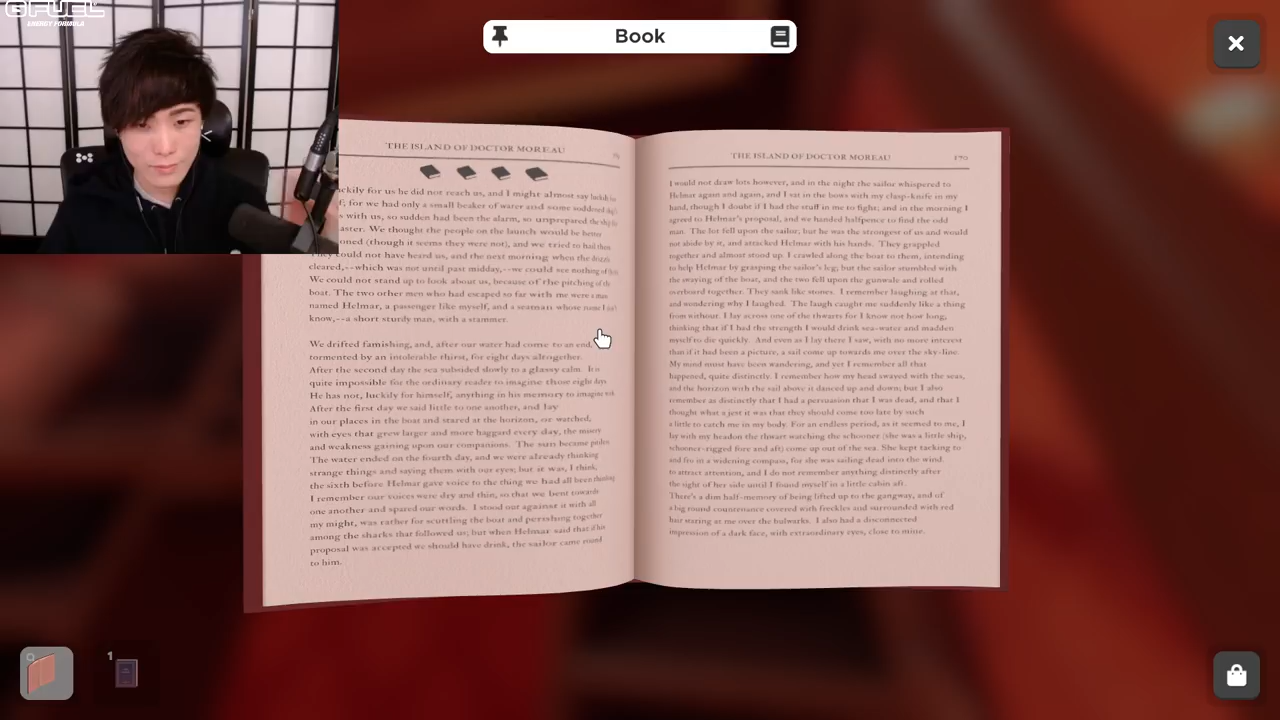 GFUEL
ENERGY FORMULA
Book
THE ISLAND OF DOCTOR MOREAU
uckily for us he did not reach us, and I might almost say luckily
f, for we had only a small beaker of water and some soddened
s with us, so sudden had been the alarm, so unprepared the ship
aster. We thought the people on the launch would be better
oned (though it seems they were not), and we tried to hail them
They could not have heard us, and the next morning when the drizzle
cleared,--which was not until past midday,--we could see nothing of
We could not stand up to look about us, because of the pitching of the
boat. The two other men who had escaped so far with me were a man
named Helmar, a passenger like myself, and a seaman whose name I
know,--a short sturdy man, with a stammer.
We drifted famishing, and, after our water had come to an end,
tormented by an intolerable thirst, for eight days altogether.
After the second day the sea subsided slowly to a glassy calm. It is
quite impossible for the ordinary reader to imagine those eight days
He has not, luckily for himself, anything in his memory to imagine
After the first day we said little to one another, and lay
in our places in the boat and stared at the horizon, or watched,
with eyes that grew larger and more haggard every day, the misery
and weakness gaining upon our companions. The sun became pitiless
The water ended on the fourth day, and we were already thinking
strange things and saying them with our eyes; but it was, I think,
the sixth before Helmar gave voice to the thing we had all been thinking
I remember our voices were dry and thin, so that we bent towards
one another and spared our words. I stood out against it with all
my might, was rather for scuttling the boat and perishing together
among the sharks that followed us; but when Helmar said that if his
proposal was accepted we should have drink, the sailor came round
to him.
THE ISLAND OF DOCTOR MOREAU 170
I would not draw lots however, and in the night the sailor whispered to
Helmar again and again, and I sat in the bows with my clasp-knife in my
hand, though I doubt if I had the stuff in me to fight; and in the morning I
agreed to Helmar's proposal, and we handed halfpence to find the odd
man. The lot fell upon the sailor; but he was the strongest of us and would
not abide by it, and attacked Helmar with his hands. They grappled
together and almost stood up. I crawled along the boat to them, intending
to help Helmar by grasping the sailor's leg; but the sailor stumbled with
the swaying of the boat, and the two fell upon the gunwale and rolled
overboard together. They sank like stones. I remember laughing at that,
and wondering why I laughed. The laugh caught me suddenly like a thing
from without. I lay across one of the thwarts for I know not how long,
thinking that if I had the strength I would drink sea-water and madden
myself to die quickly. And even as I lay there I saw, with no more interest
than if it had been a picture, a sail come up towards me over the sky-line.
My mind must have been wandering, and yet I remember all that
happened, quite distinctly. I remember how my head swayed with the seas,
and the horizon with the sail above it danced up and down; but I also
remember as distinctly that I had a persuasion that I was dead, and that I
thought what a jest it was that they should come too late by such
a little to catch me in my body. For an endless period, as it seemed to me, I
lay with my head on the thwart watching the schooner (she was a little ship,
schooner-rigged fore and aft) come up out of the sea. She kept tacking to
and fro in a widening compass, for she was sailing dead into the wind.
to attract attention, and I do not remember anything distinctly after
the sight of her side until I found myself in a little cabin aft.
There's a dim half-memory of being lifted up to the gangway, and of
a big round countenance covered with freckles and surrounded with red
hair staring at me over the bulwarks. I also had a disconnected
impression of a dark face, with extraordinary eyes, close to mine.
0
1